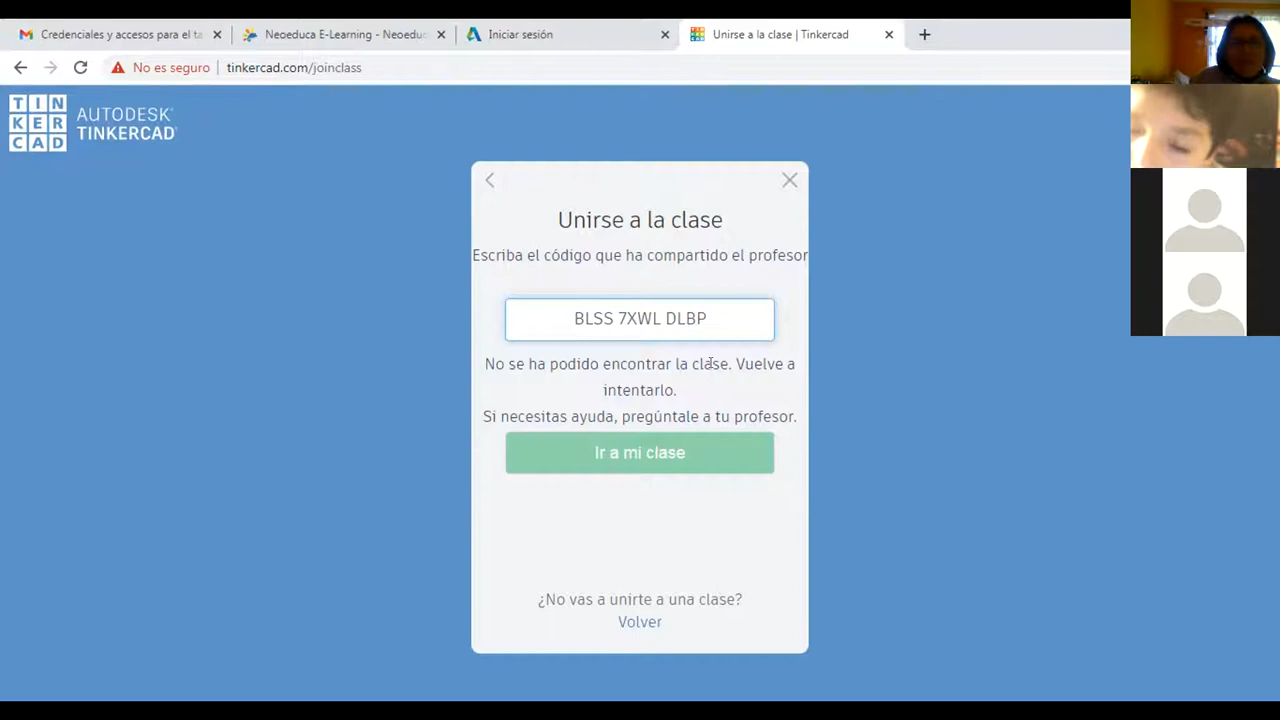 Credenciales y accesos para el ta
Neoeduca E-Learning - Neoeduc
Iniciar sesión
Unirse a la clase | Tinkercad
No es seguro
tinkercad.com/joinclass
TIN
KER
CAD
AUTODESK
TINKERCAD
Unirse a la clase
Escriba el código que ha compartido el profesor
BLSS 7XWL DLBP
No se ha podido encontrar la clase. Vuelve a
intentarlo.
Si necesitas ayuda, pregúntale a tu profesor.
Ir a mi clase
¿No vas a unirte a una clase?
Volver